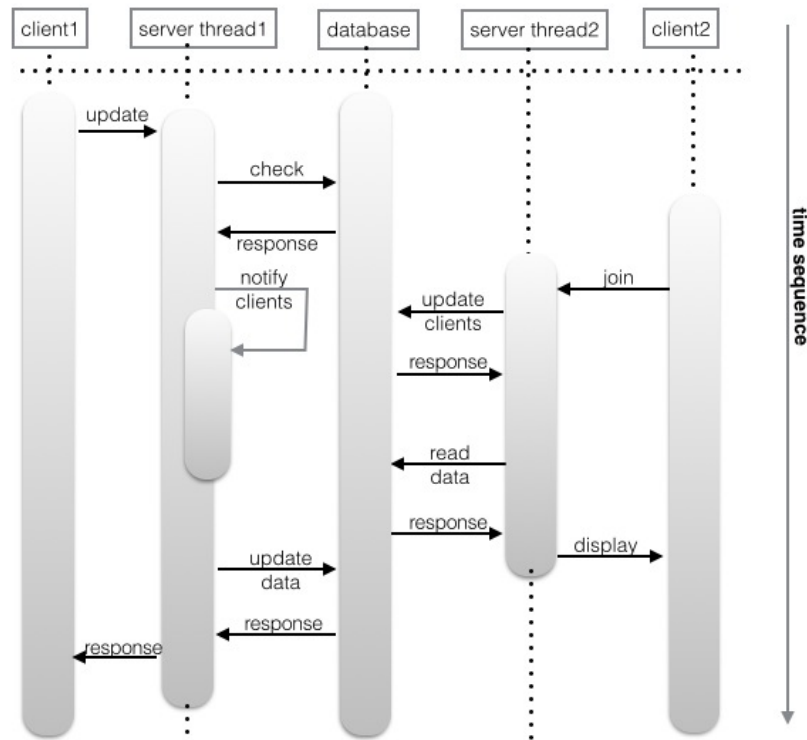 client1
server thread1
database
server thread2
client2
update
check
response
notify
clients
join
update
clients
response
read
data
response
display
update
data
response
response
time sequence